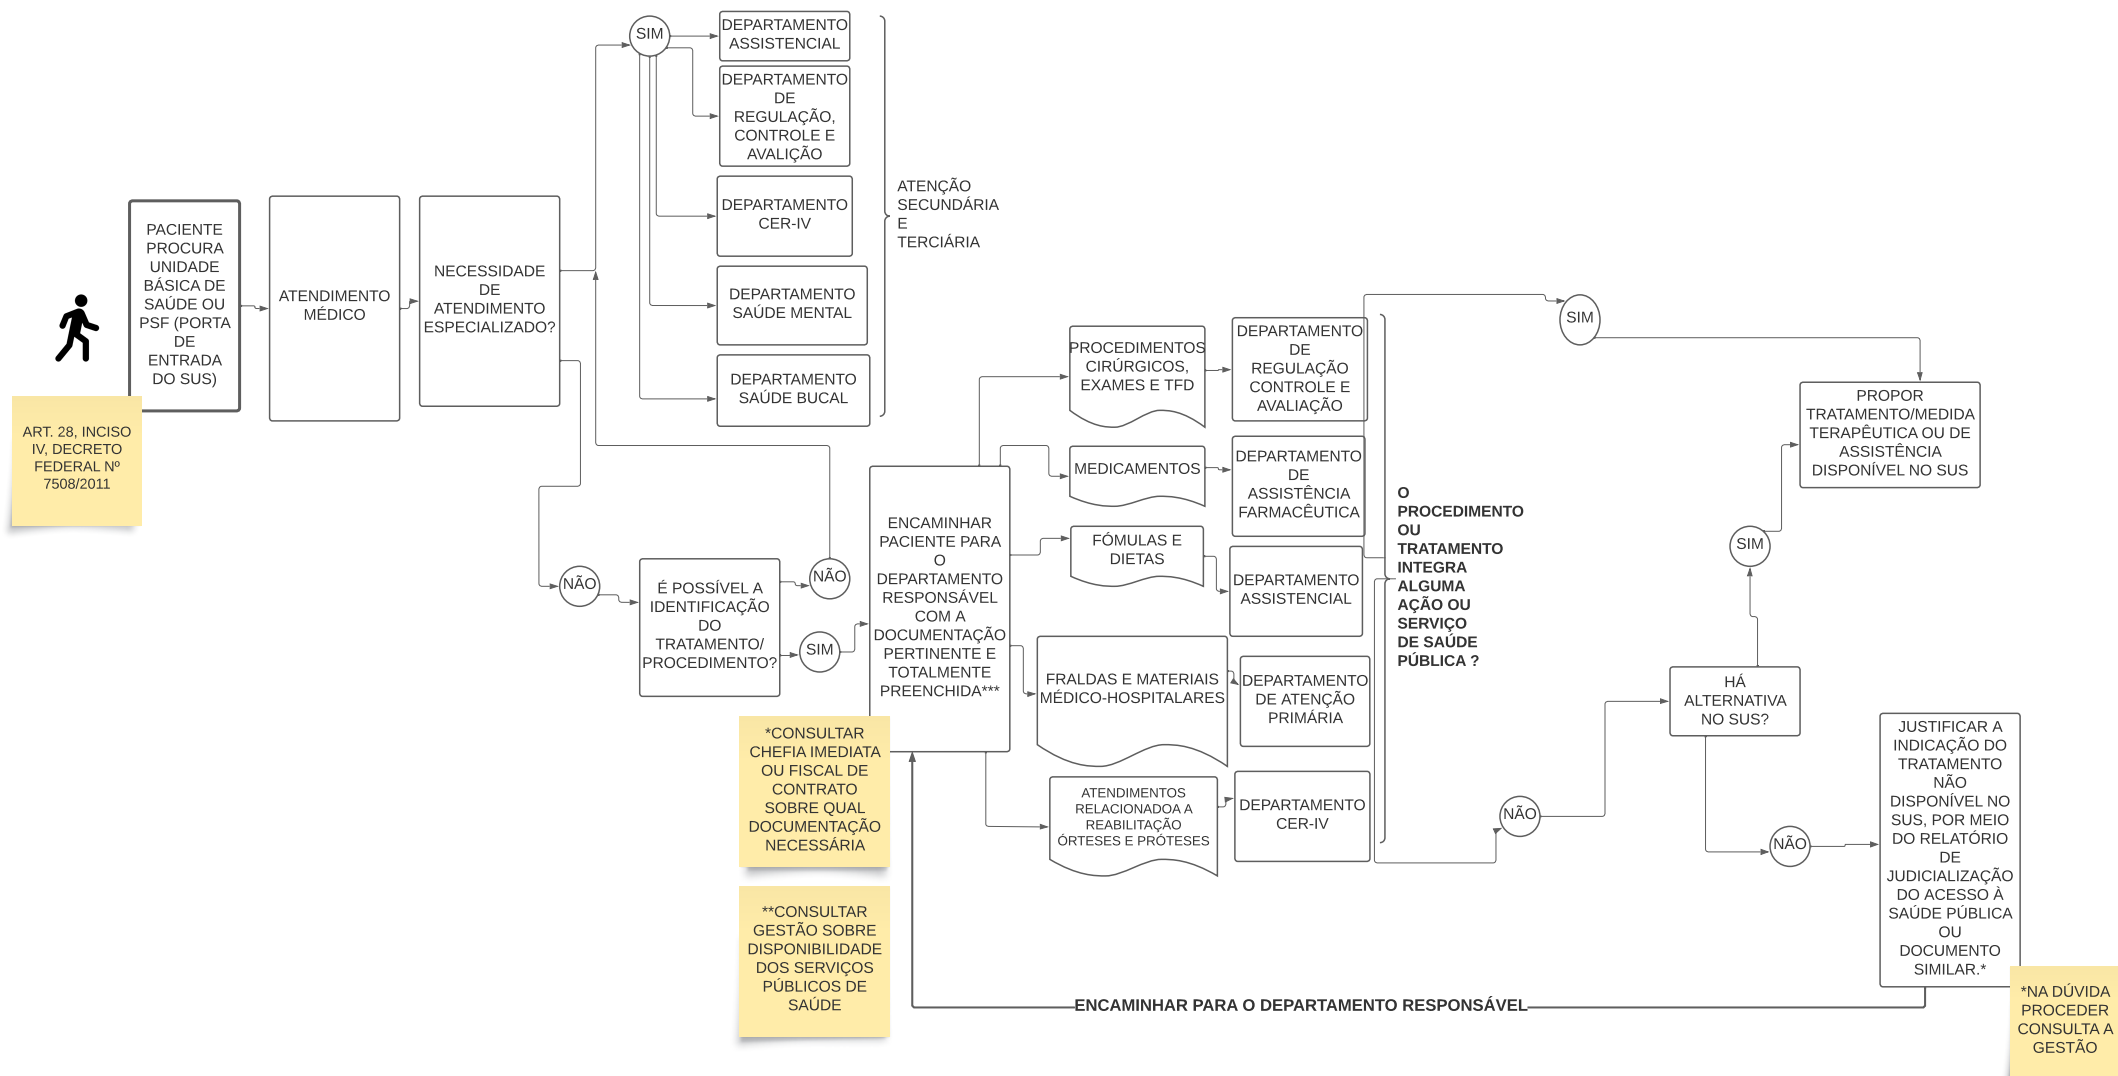 PACIENTE
PROCURA
UNIDADE
BÁSICA DE
SAÚDE OU
PSF (PORTA
DE
ENTRADA
DO SUS)
ART. 28, INCISO
IV, DECRETO
FEDERAL Nº
7508/2011
ATENDIMENTO
MÉDICO
NECESSIDADE
DE
ATENDIMENTO
ESPECIALIZADO?
SIM
DEPARTAMENTO
ASSISTENCIAL
DEPARTAMENTO
DE
REGULAÇÃO,
CONTROLE E
AVALIÇÃO
DEPARTAMENTO
CER-IV
DEPARTAMENTO
SAÚDE MENTAL
DEPARTAMENTO
SAÚDE BUCAL
ATENÇÃO
SECUNDÁRIA
E
TERCIÁRIA
NÃO
É POSSÍVEL A
IDENTIFICAÇÃO
DO
TRATAMENTO/
PROCEDIMENTO?
NÃO
SIM
ENCAMINHAR
PACIENTE PARA
O
DEPARTAMENTO
RESPONSÁVEL
COM A
DOCUMENTAÇÃO
PERTINENTE E
TOTALMENTE
PREENCHIDA***
*CONSULTAR
CHEFIA IMEDIATA
OU FISCAL DE
CONTRATO
SOBRE QUAL
DOCUMENTAÇÃO
NECESSÁRIA
**CONSULTAR
GESTÃO SOBRE
DISPONIBILIDADE
DOS SERVIÇOS
PÚBLICOS DE
SAÚDE
PROCEDIMENTOS
CIRÚRGICOS,
EXAMES E TFD
DEPARTAMENTO
DE
REGULAÇÃO
CONTROLE E
AVALIAÇÃO
MEDICAMENTOS
DEPARTAMENTO
DE
ASSISTÊNCIA
FARMACÊUTICA
FÓMULAS E
DIETAS
DEPARTAMENTO
ASSISTENCIAL
FRALDAS E MATERIAIS
MÉDICO-HOSPITALARES
DEPARTAMENTO
DE ATENÇÃO
PRIMÁRIA
ATENDIMENTOS
RELACIONADOA A
REABILITAÇÃO
ÓRTESES E PRÓTESES
DEPARTAMENTO
CER-IV
O
PROCEDIMENTO
OU
TRATAMENTO
INTEGRA
ALGUMA
AÇÃO OU
SERVIÇO
DE SAÚDE
PÚBLICA ?
SIM
PROPOR
TRATAMENTO/MEDIDA
TERAPÊUTICA OU DE
ASSISTÊNCIA
DISPONÍVEL NO SUS
SIM
NÃO
HÁ
ALTERNATIVA
NO SUS?
NÃO
JUSTIFICAR A
INDICAÇÃO DO
TRATAMENTO
NÃO
DISPONÍVEL NO
SUS, POR MEIO
DO RELATÓRIO
DE
JUDICIALIZAÇÃO
DO ACESSO À
SAÚDE PÚBLICA
OU
DOCUMENTO
SIMILAR.*
*NA DÚVIDA
PROCEDER
CONSULTA A
GESTÃO
ENCAMINHAR PARA O DEPARTAMENTO RESPONSÁVEL